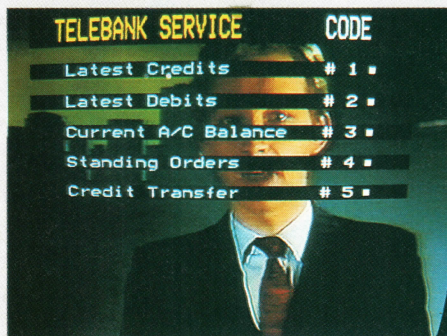 TELEBANK SERVICE CODE
Latest Credits # 1
Latest Debits # 2
Current A/C Balance # 3
Standing Orders # 4
Credit Transfer # 5